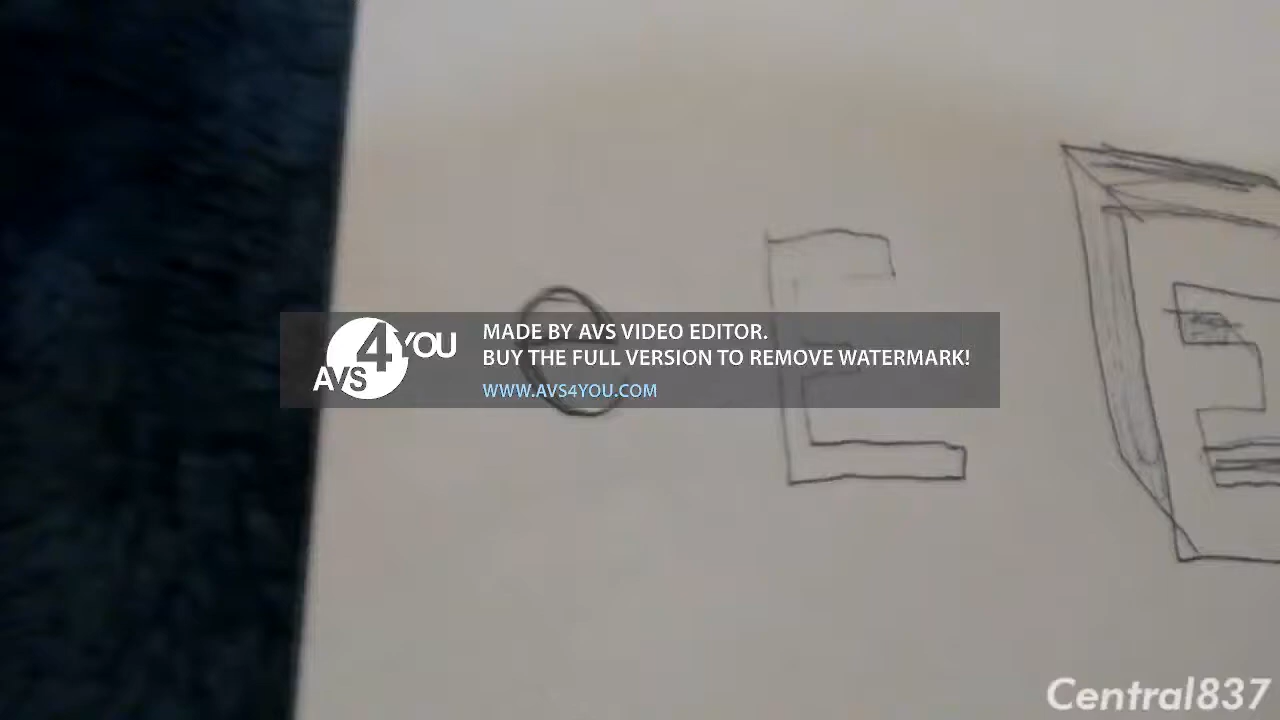 e E E
AVS4YOU
MADE BY AVS VIDEO EDITOR.
BUY THE FULL VERSION TO REMOVE WATERMARK!
WWW.AVS4YOU.COM
Central837